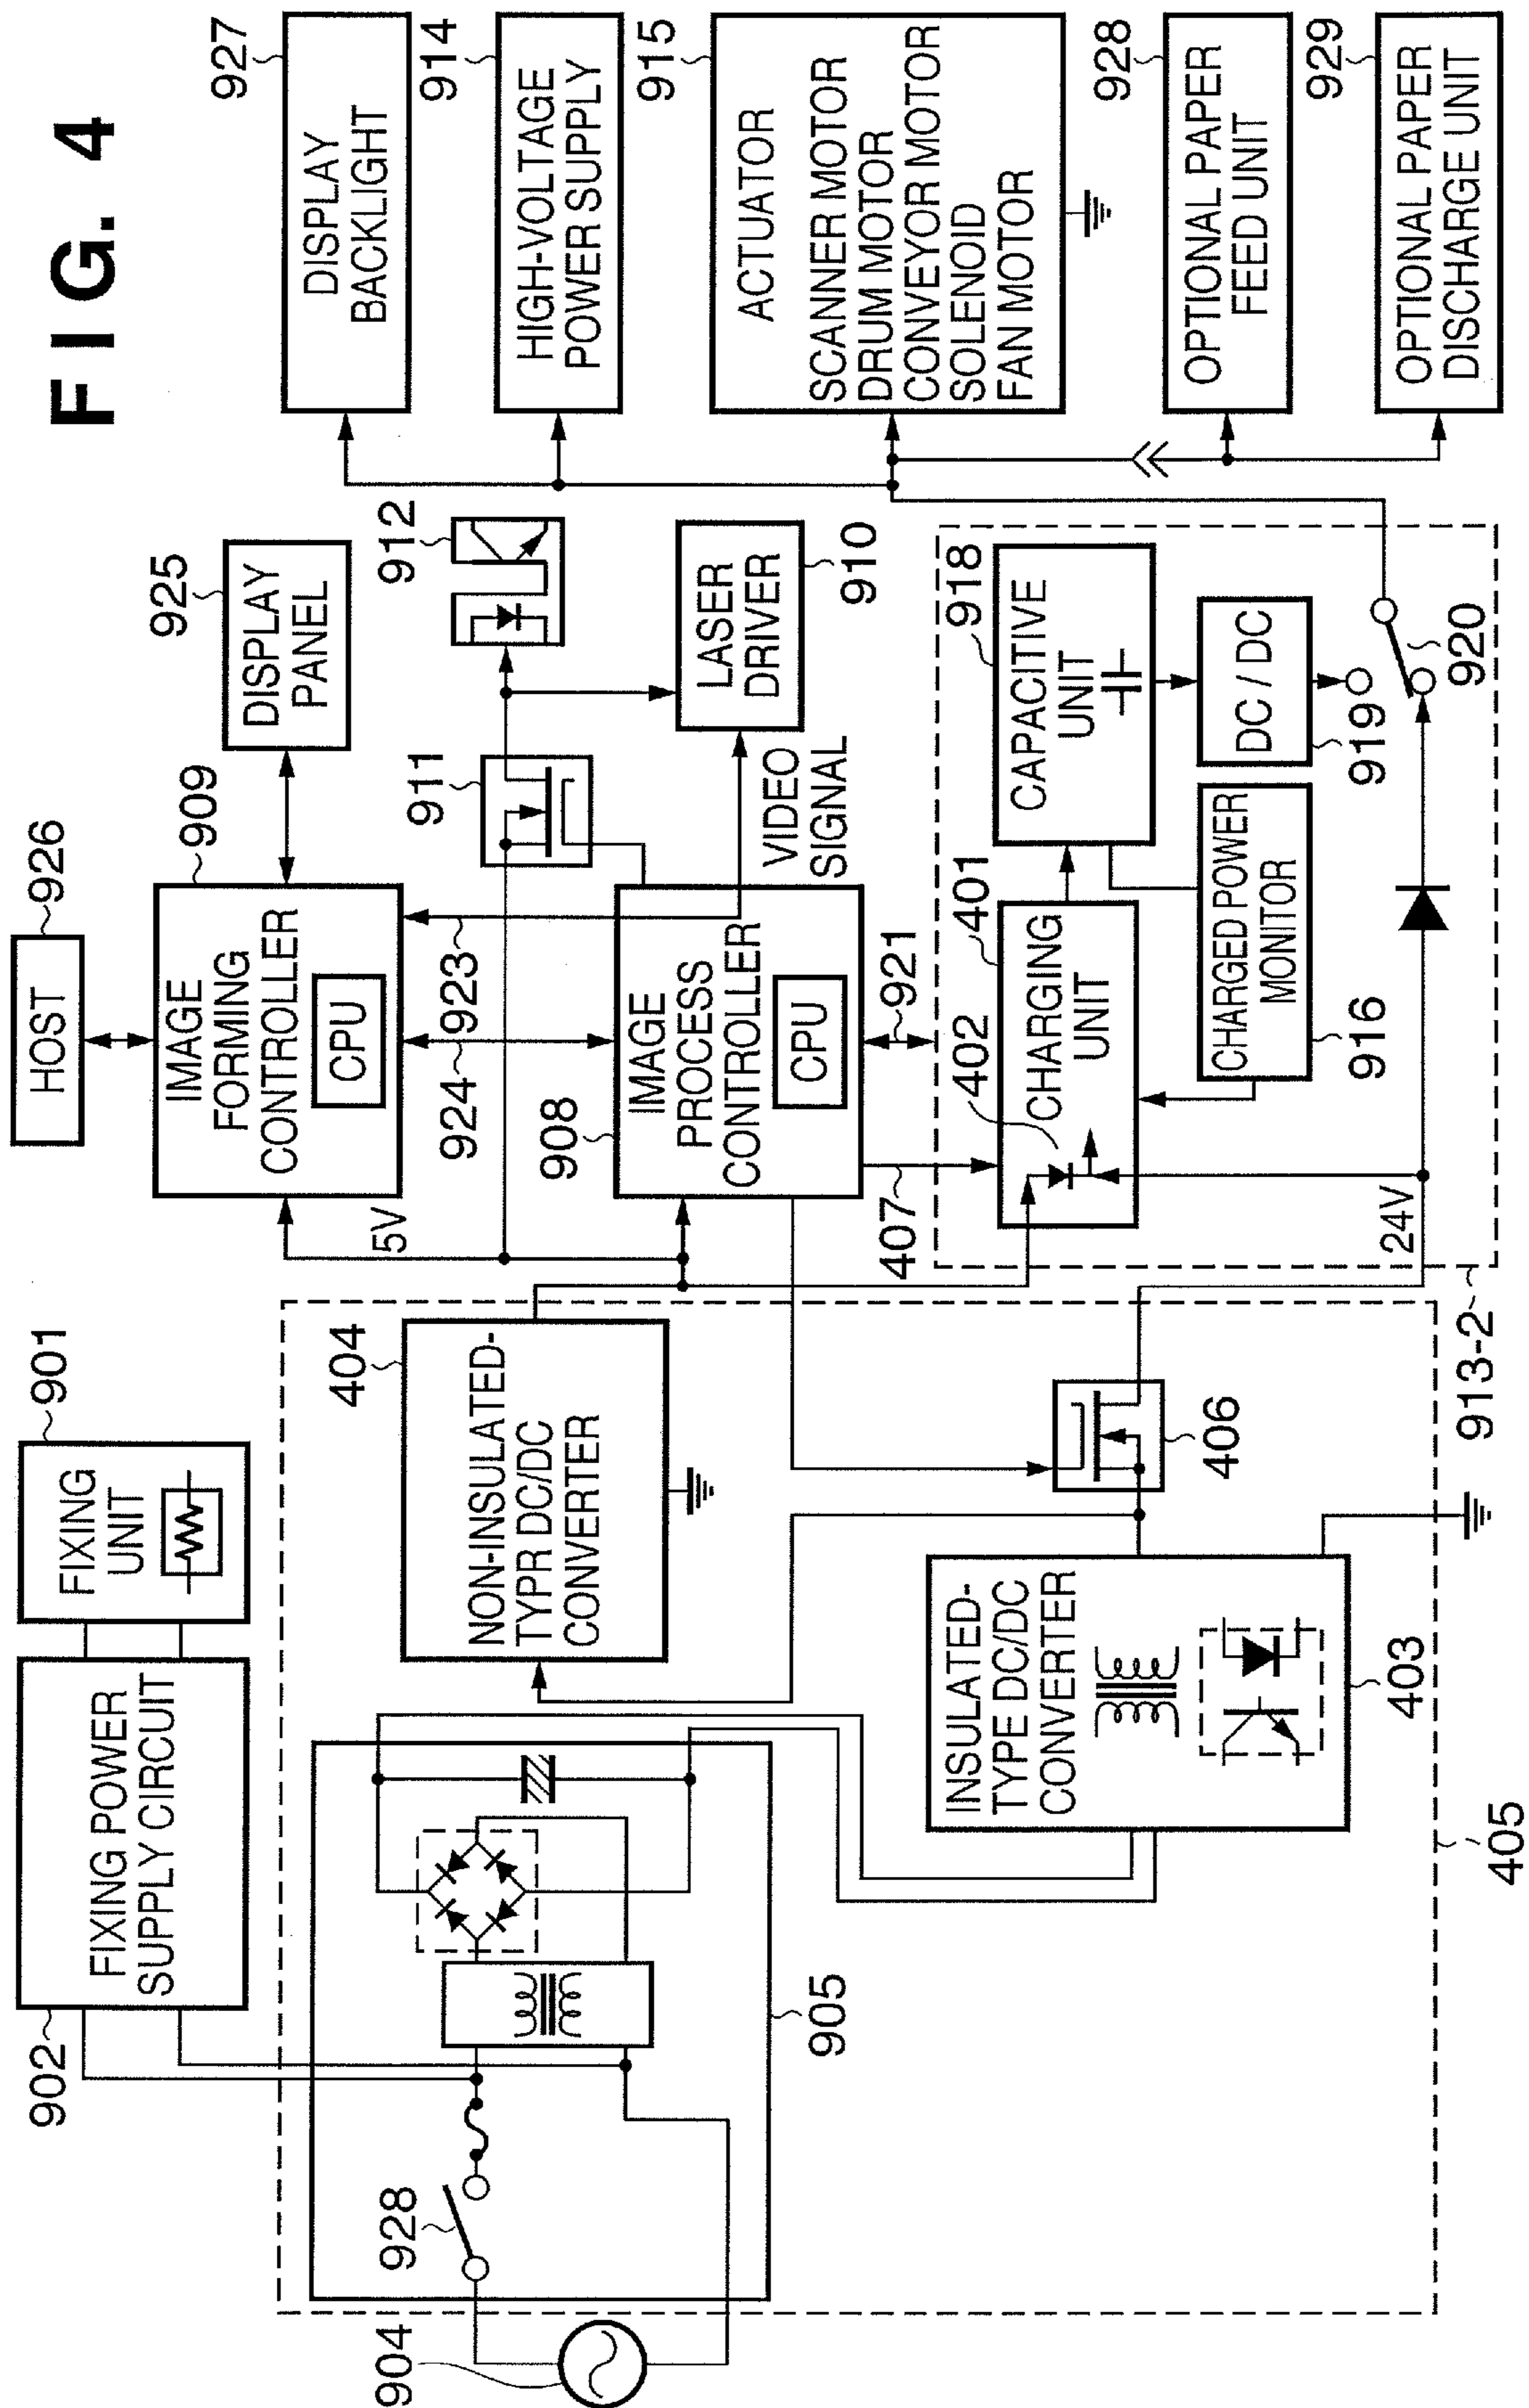 FIG. 4
901
FIXING
UNIT
902
FIXING POWER
SUPPLY CIRCUIT
904
928
905
404
NON-INSULATED-
TYPR DC/DC
CONVERTER
INSULATED-
TYPE DC/DC
CONVERTER
403
405
406
926
HOST
909
IMAGE
FORMING
CONTROLLER
CPU
5V
925
DISPLAY
PANEL
924
923
911
912
908
IMAGE
PROCESS
CONTROLLER
CPU
VIDEO
SIGNAL
LASER
DRIVER
910
407
921
402
401
CHARGING
UNIT
918
CAPACITIVE
UNIT
CHARGED POWER
MONITOR
916
DC / DC
919
920
24V
913-2
927
DISPLAY
BACKLIGHT
914
HIGH-VOLTAGE
POWER SUPPLY
915
ACTUATOR
SCANNER MOTOR
DRUM MOTOR
CONVEYOR MOTOR
SOLENOID
FAN MOTOR
928
OPTIONAL PAPER
FEED UNIT
929
OPTIONAL PAPER
DISCHARGE UNIT